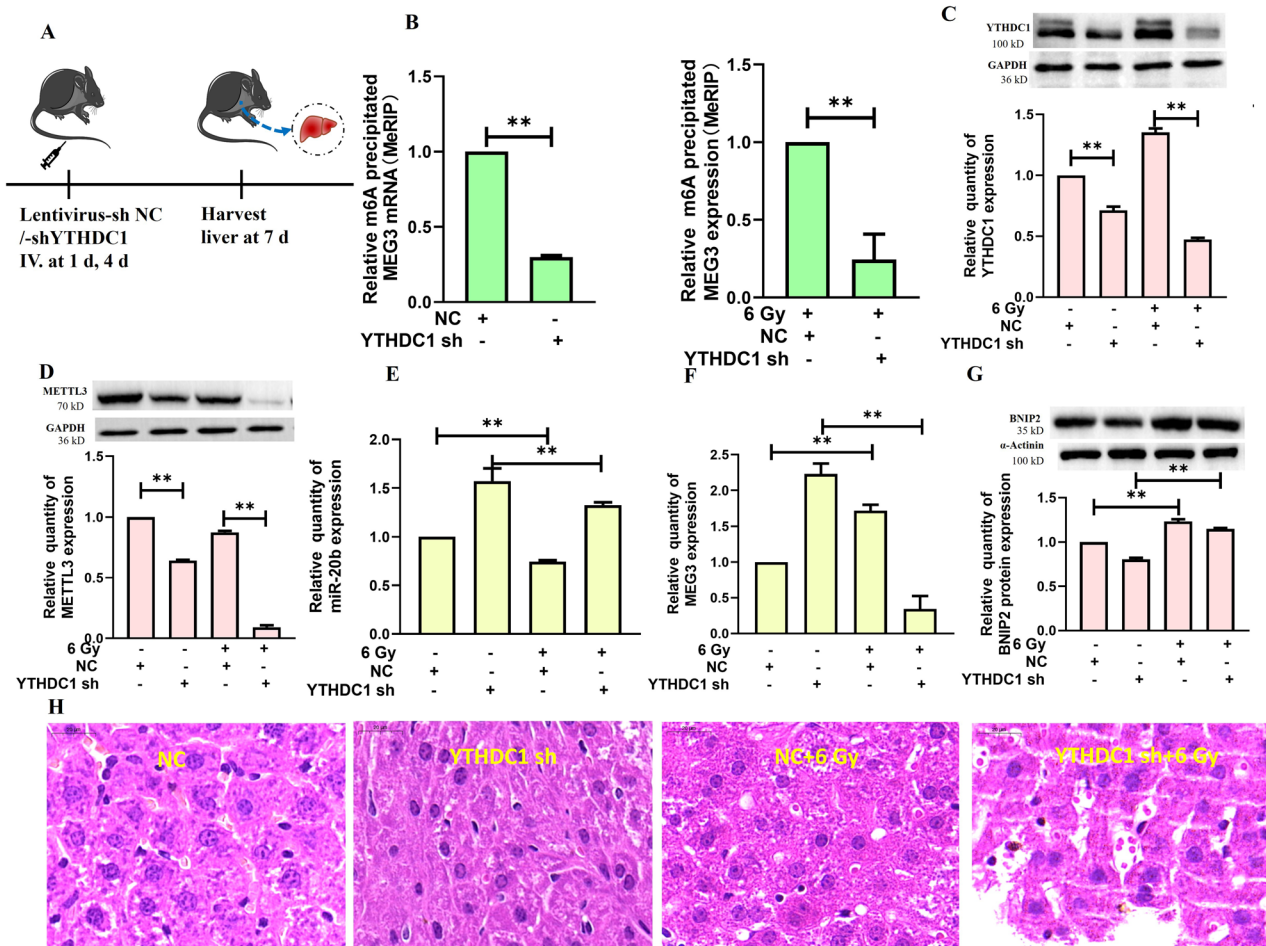 A
Lentivirus-sh NC
/-shYTHDC1
IV. at 1 d, 4 d
Harvest
liver at 7 d
B
Relative m6A precipitated
MEG3 mRNA(MeRIP)
1.5
1.0
0.5
0.0
**
NC + -
YTHDC1 sh - +
Relative m6A precipitated
MEG3 expression(MeRIP)
1.5
1.0
0.5
0.0
**
6 Gy + +
NC + -
YTHDC1 sh - +
C
YTHDC1
100 kD
GAPDH
36 kD
Relative quantity of
YTHDC1 expression
1.5
1.0
0.5
0.0
**
**
6 Gy - - + +
NC + - + -
YTHDC1 sh - + - +
D
METTL3
70 kD
GAPDH
36 kD
Relative quantity of
METTL3 expression
1.5
1.0
0.5
0.0
**
**
6 Gy - - + +
NC + - + -
YTHDC1 sh - + - +
E
Relative quantity of
miR-20b expression
2.0
1.5
1.0
0.5
0.0
**
**
6 Gy - - + +
NC + - + -
YTHDC1 sh - + - +
F
Relative quantity of
MEG3 expression
2.5
2.0
1.5
1.0
0.5
0.0
**
**
6 Gy - - + +
NC + - + -
YTHDC1 sh - + - +
G
BNIP2
35 kD
α-Actinin
100 kD
Relative quantity of
BNIP2 protein expression
1.5
1.0
0.5
0.0
**
**
6 Gy - - + +
NC + - + -
YTHDC1 sh - + - +
H
NC
YTHDC1 sh
NC+6 Gy
YTHDC1 sh+6 Gy